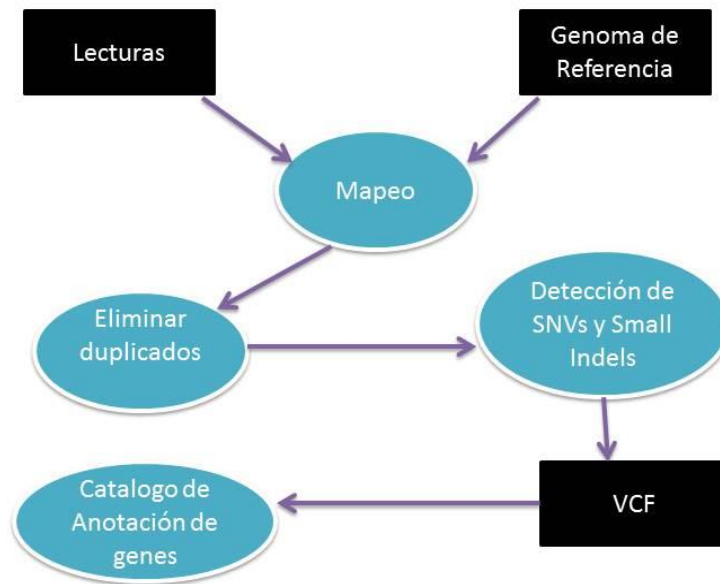 Lecturas
Genoma de
Referencia
Mapeo
Eliminar
duplicados
Detección de
SNVs y Small
Indels
VCF
Catalogo de
Anotación de
genes